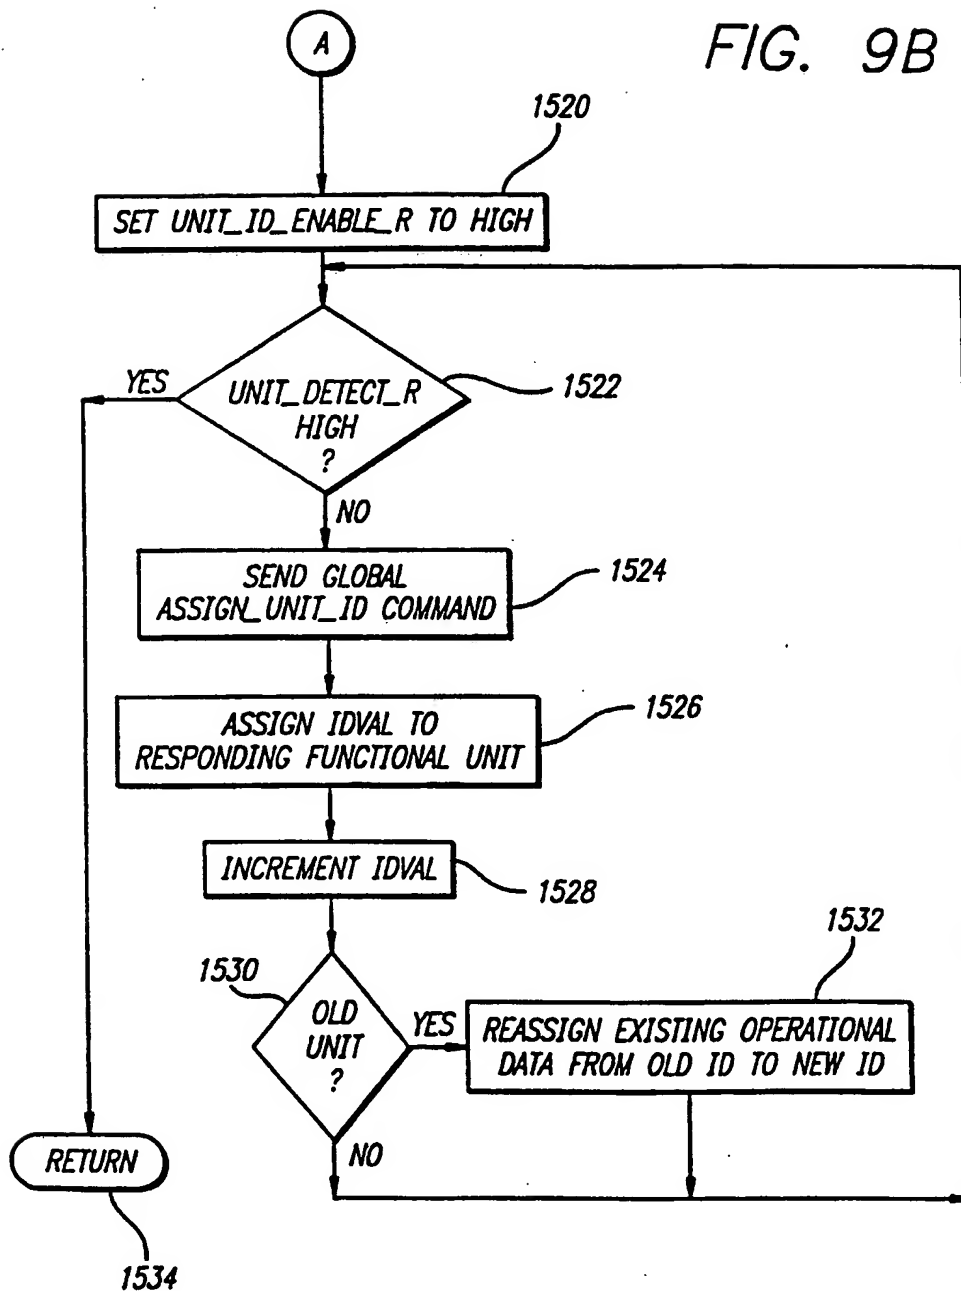 A
FIG. 9B
1520
SET UNIT_ID_ENABLE_R TO HIGH
YES
UNIT_DETECT_R
HIGH
?
1522
NO
SEND GLOBAL
ASSIGN_UNIT_ID COMMAND
1524
ASSIGN IDVAL TO
RESPONDING FUNCTIONAL UNIT
1526
INCREMENT IDVAL
1528
1530
OLD
UNIT
?
YES
1532
REASSIGN EXISTING OPERATIONAL
DATA FROM OLD ID TO NEW ID
NO
RETURN
1534